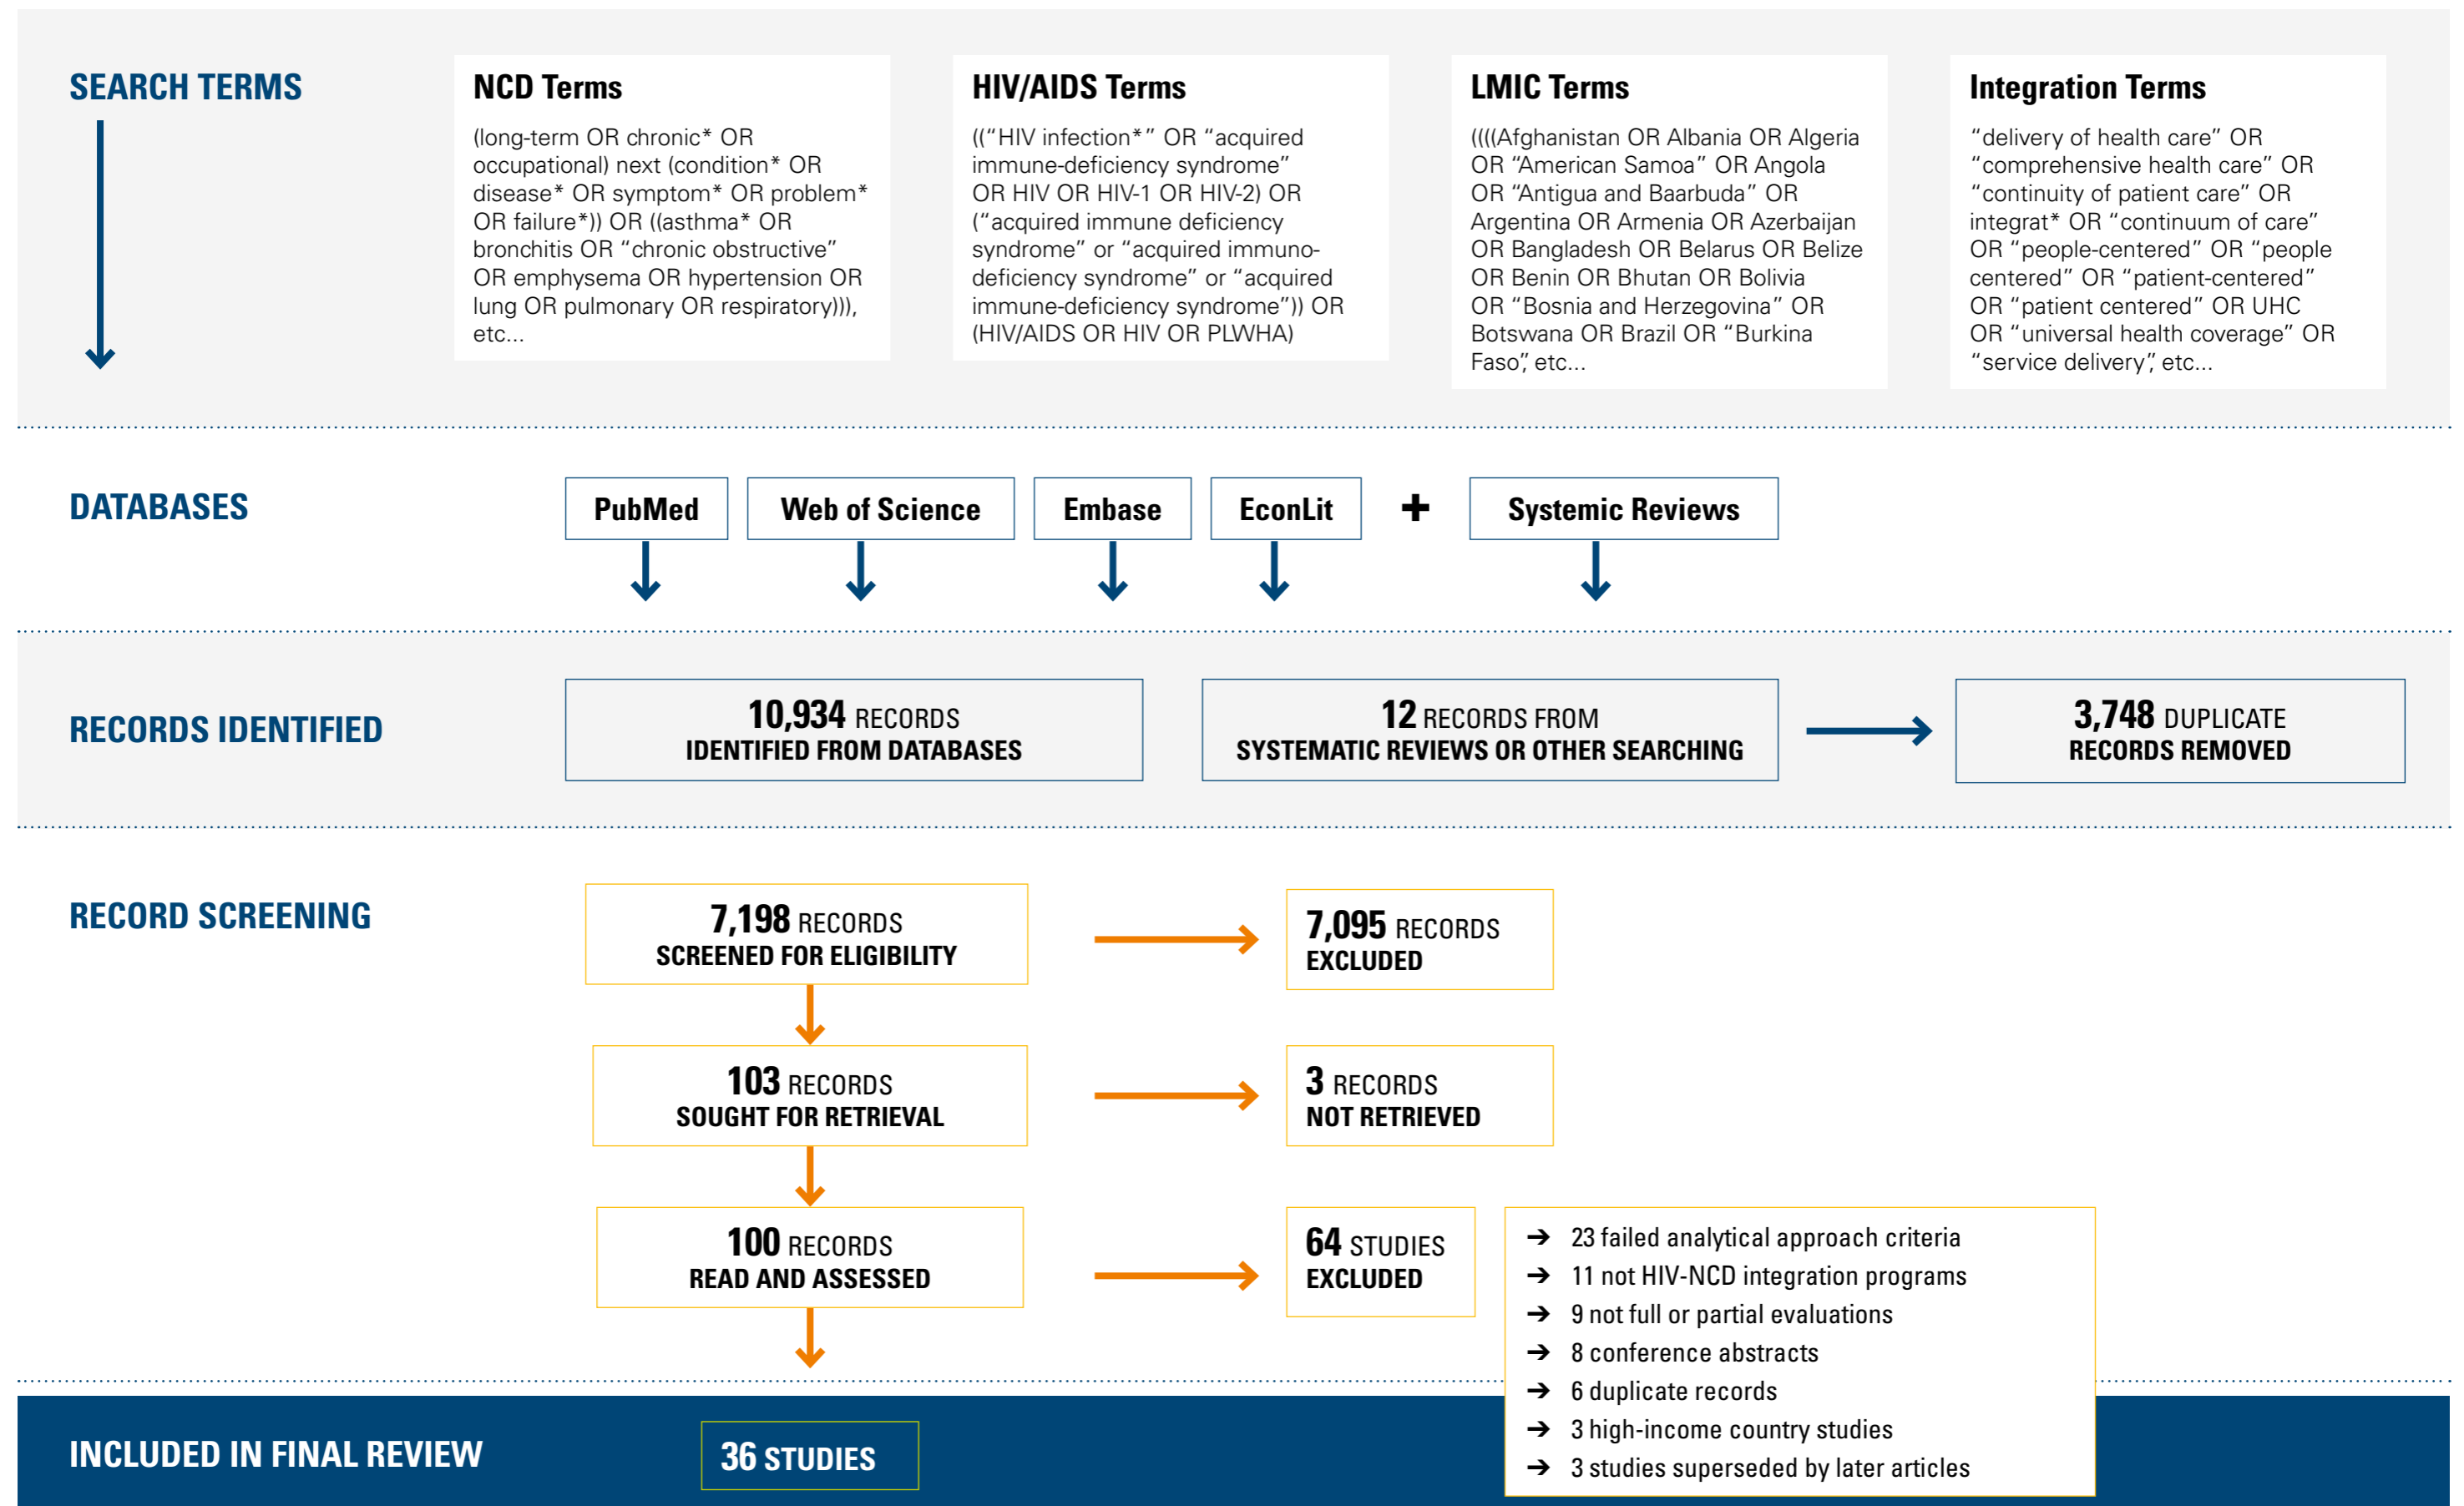 SEARCH TERMS
NCD Terms
(long-term OR chronic* OR
occupational) next (condition* OR
disease* OR symptom* OR problem*
OR failure*)) OR ((asthma* OR
bronchitis OR “chronic obstructive”
OR emphysema OR hypertension OR
lung OR pulmonary OR respiratory))),
etc...
HIV/AIDS Terms
((“HIV infection*” OR “acquired
immune-deficiency syndrome”
OR HIV OR HIV-1 OR HIV-2) OR
(“acquired immune deficiency
syndrome” or “acquired immuno-
deficiency syndrome” or “acquired
immune-deficiency syndrome”)) OR
(HIV/AIDS OR HIV OR PLWHA)
LMIC Terms
((((Afghanistan OR Albania OR Algeria
OR “American Samoa” OR Angola
OR “Antigua and Baarbuda” OR
Argentina OR Armenia OR Azerbaijan
OR Bangladesh OR Belarus OR Belize
OR Benin OR Bhutan OR Bolivia
OR “Bosnia and Herzegovina” OR
Botswana OR Brazil OR “Burkina
Faso”, etc...
Integration Terms
“delivery of health care” OR
“comprehensive health care” OR
“continuity of patient care” OR
integrat* OR “continuum of care”
OR “people-centered” OR “people
centered” OR “patient-centered”
OR “patient centered” OR UHC
OR “universal health coverage” OR
“service delivery”, etc...
DATABASES
PubMed
Web of Science
Embase
EconLit
+
Systemic Reviews
RECORDS IDENTIFIED
10,934 RECORDS
IDENTIFIED FROM DATABASES
12 RECORDS FROM
SYSTEMATIC REVIEWS OR OTHER SEARCHING
3,748 DUPLICATE
RECORDS REMOVED
RECORD SCREENING
7,198 RECORDS
SCREENED FOR ELIGIBILITY
7,095 RECORDS
EXCLUDED
103 RECORDS
SOUGHT FOR RETRIEVAL
3 RECORDS
NOT RETRIEVED
100 RECORDS
READ AND ASSESSED
64 STUDIES
EXCLUDED
➔ 23 failed analytical approach criteria
➔ 11 not HIV-NCD integration programs
➔ 9 not full or partial evaluations
➔ 8 conference abstracts
➔ 6 duplicate records
➔ 3 high-income country studies
➔ 3 studies superseded by later articles
INCLUDED IN FINAL REVIEW
36 STUDIES